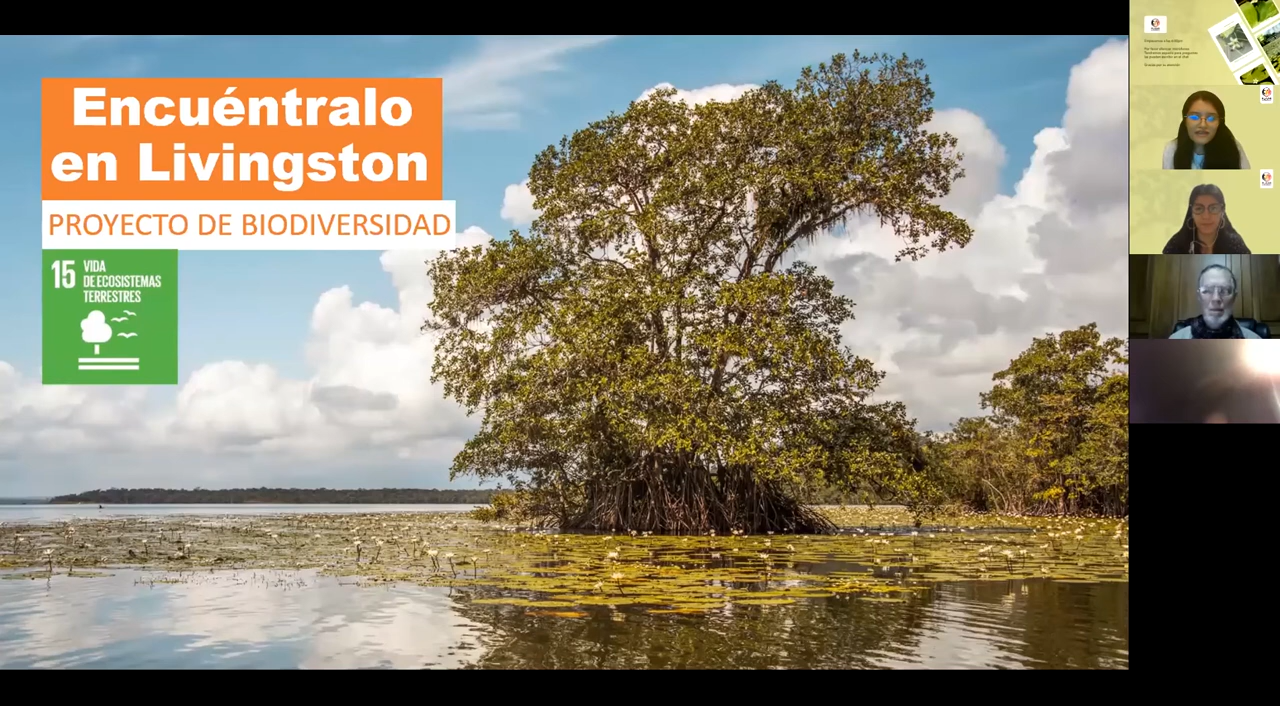 Encuéntralo
en Livingston
PROYECTO DE BIODIVERSIDAD
15 VIDA
DE ECOSISTEMAS
TERRESTRES